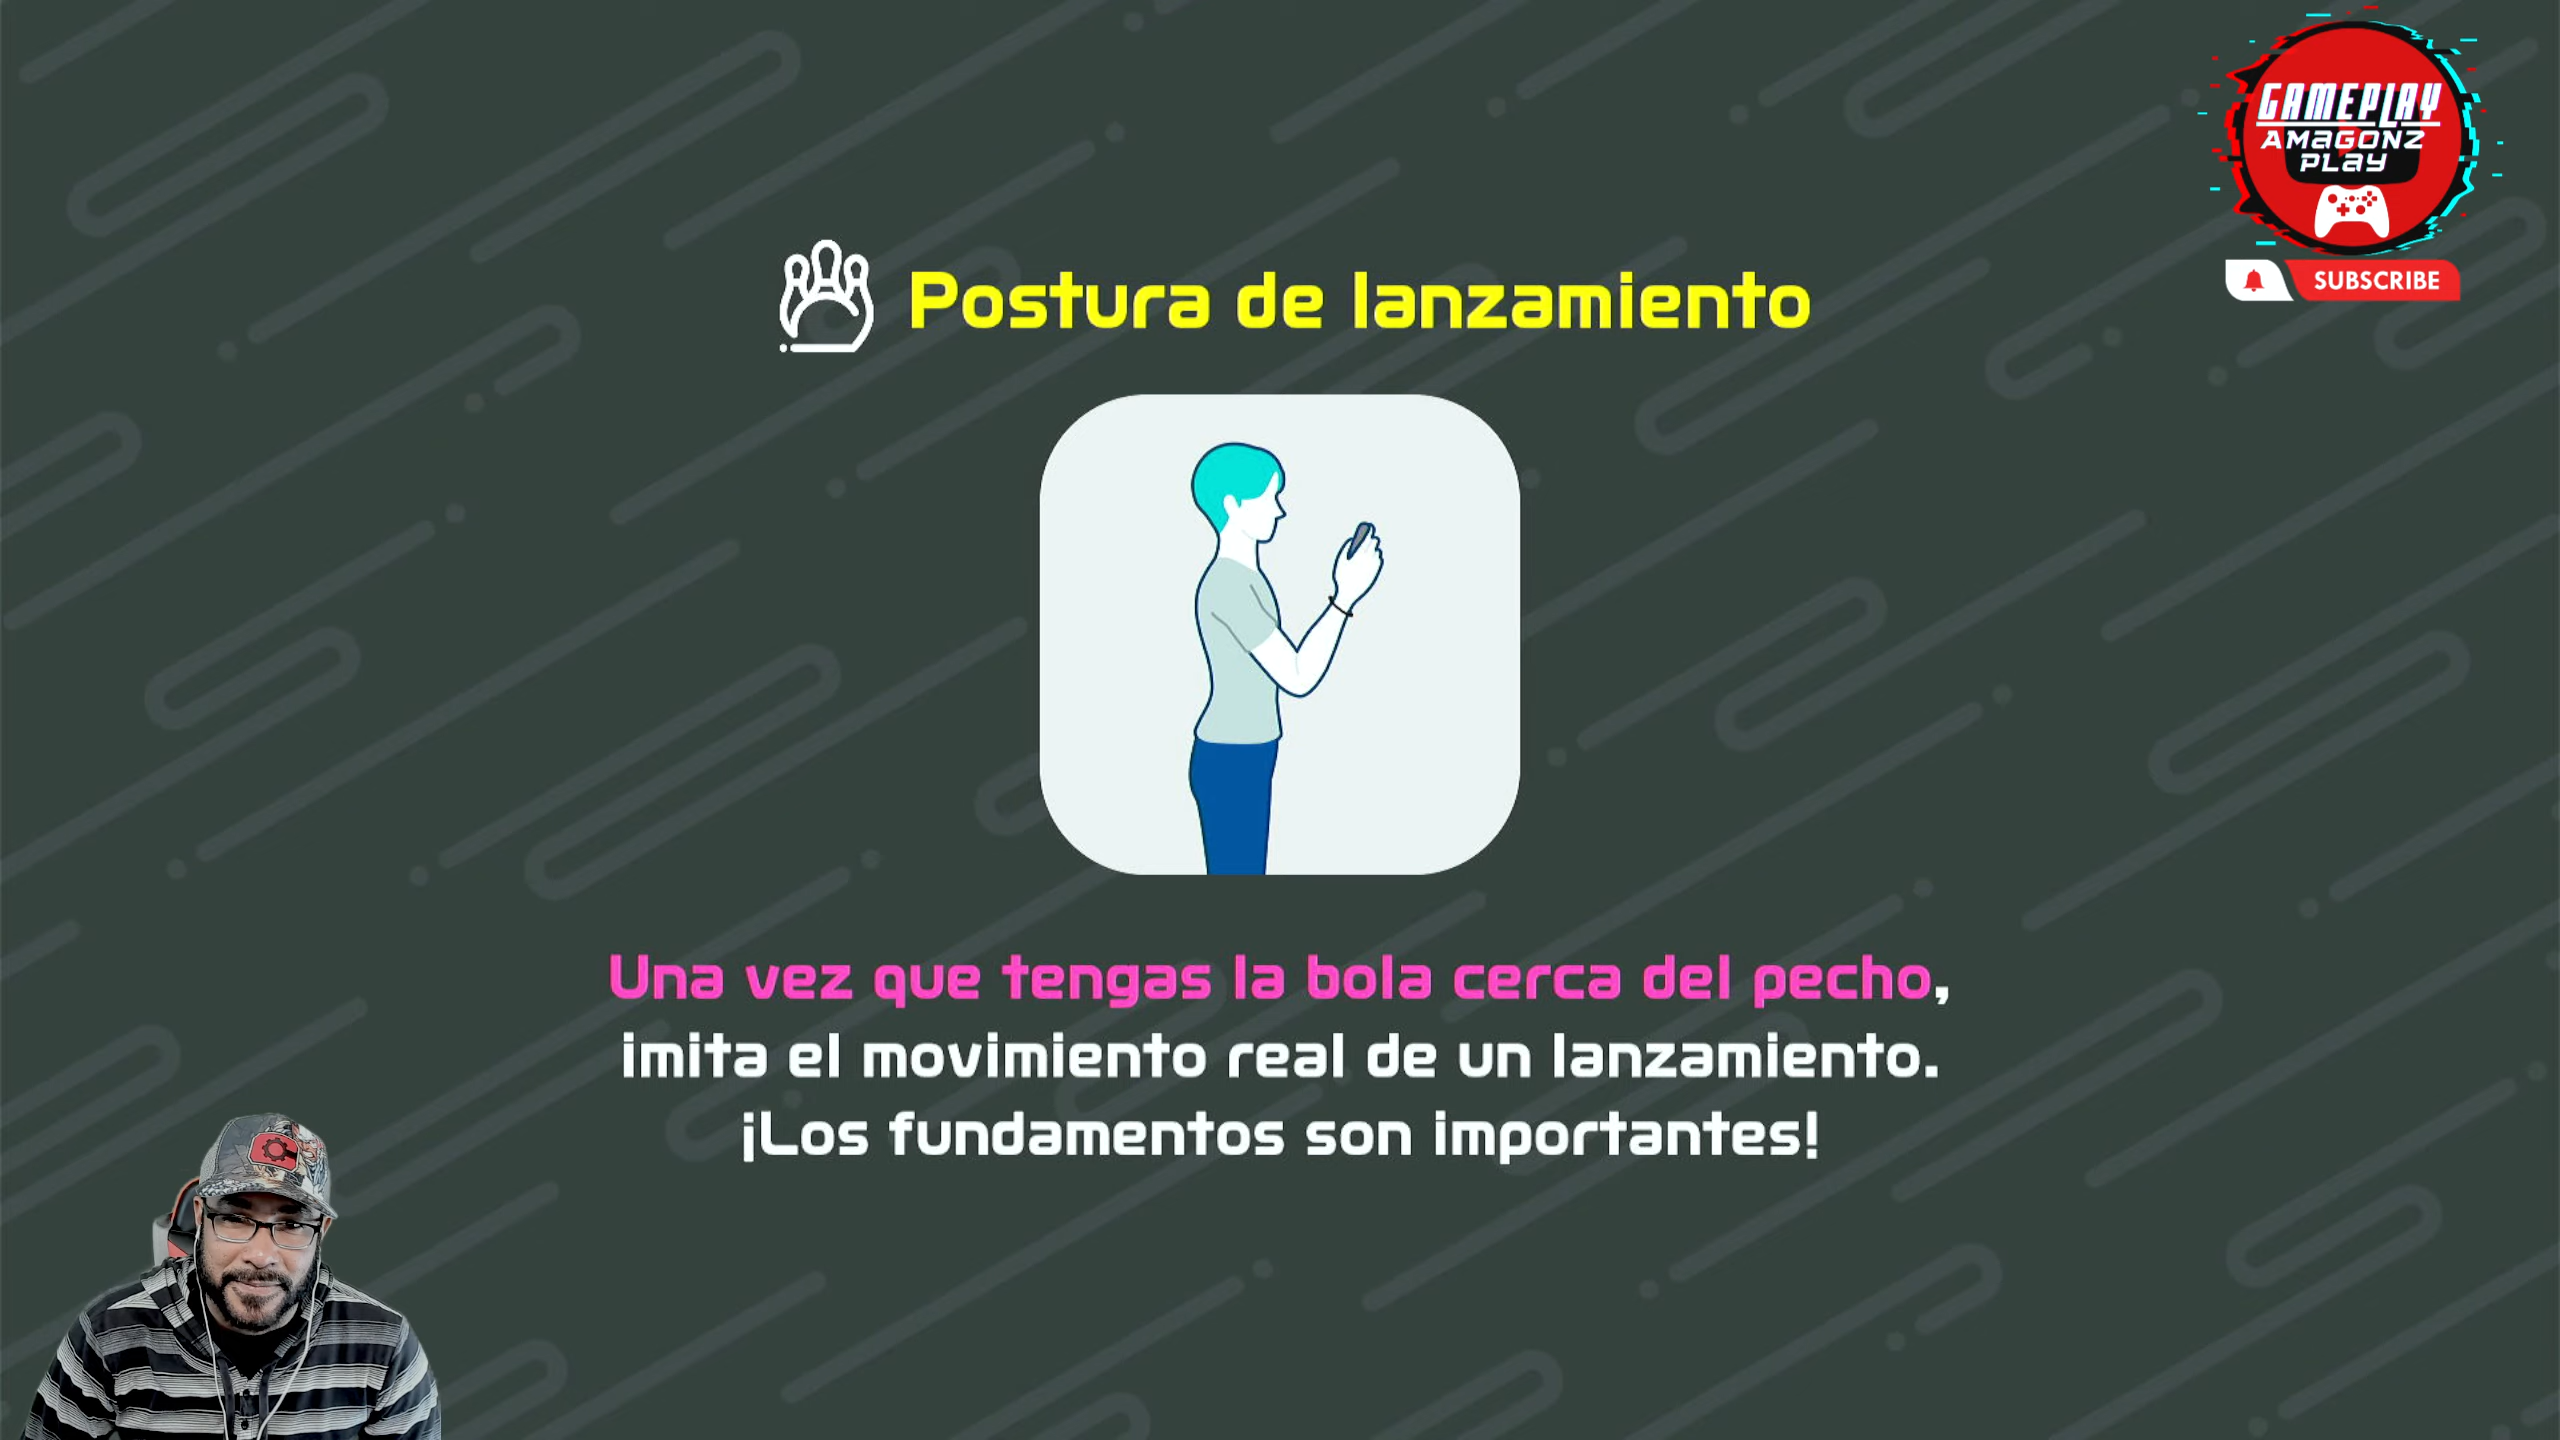 GAMEPLAY
AMAGONZ
PLAY
SUBSCRIBE
Postura de lanzamiento
Una vez que tengas la bola cerca del pecho,
imita el movimiento real de un lanzamiento.
¡Los fundamentos son importantes!